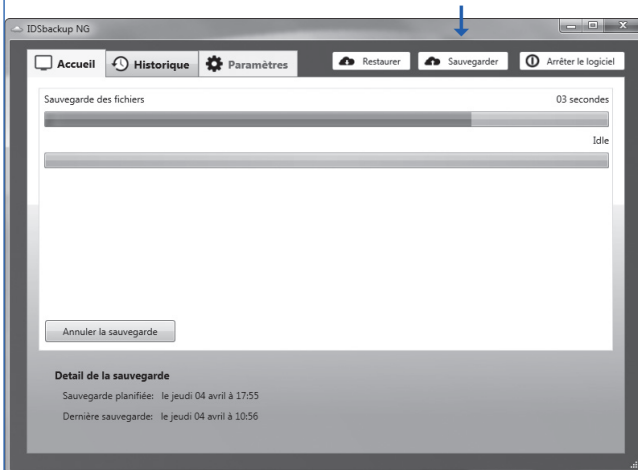 IDSbackup NG
Accueil Historique Paramètres Restaurer Sauvegarder Arrêter le logiciel
Sauvegarde des fichiers 03 secondes
Idle
Annuler la sauvegarde
Detail de la sauvegarde
Sauvegarde planifiée: le jeudi 04 avril à 17:55
Dernière sauvegarde: le jeudi 04 avril à 10:56